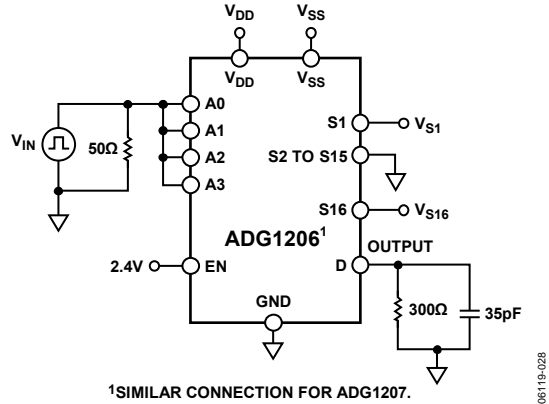 VDD VSS
VDD VSS
A0
A1
A2
A3
VIN
50Ω
S1 VS1
S2 TO S15
S16 VS16
ADG1206¹
OUTPUT
2.4V EN
D
GND
300Ω 35pF
¹SIMILAR CONNECTION FOR ADG1207.
06119-028